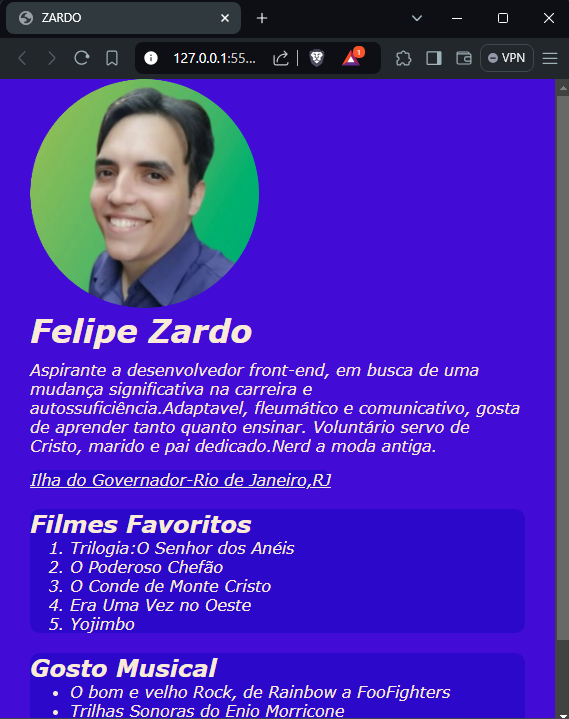 ZARDO
127.0.0.1:55...
1
VPN
Felipe Zardo
Aspirante a desenvolvedor front-end, em busca de uma
mudança significativa na carreira e
autossuficiência.Adaptavel, fleumático e comunicativo, gosta
de aprender tanto quanto ensinar. Voluntário servo de
Cristo, marido e pai dedicado.Nerd a moda antiga.
Ilha do Governador-Rio de Janeiro,RJ
Filmes Favoritos
1. Trilogia:O Senhor dos Anéis
2. O Poderoso Chefão
3. O Conde de Monte Cristo
4. Era Uma Vez no Oeste
5. Yojimbo
Gosto Musical
• O bom e velho Rock, de Rainbow a FooFighters
• Trilhas Sonoras do Enio Morricone